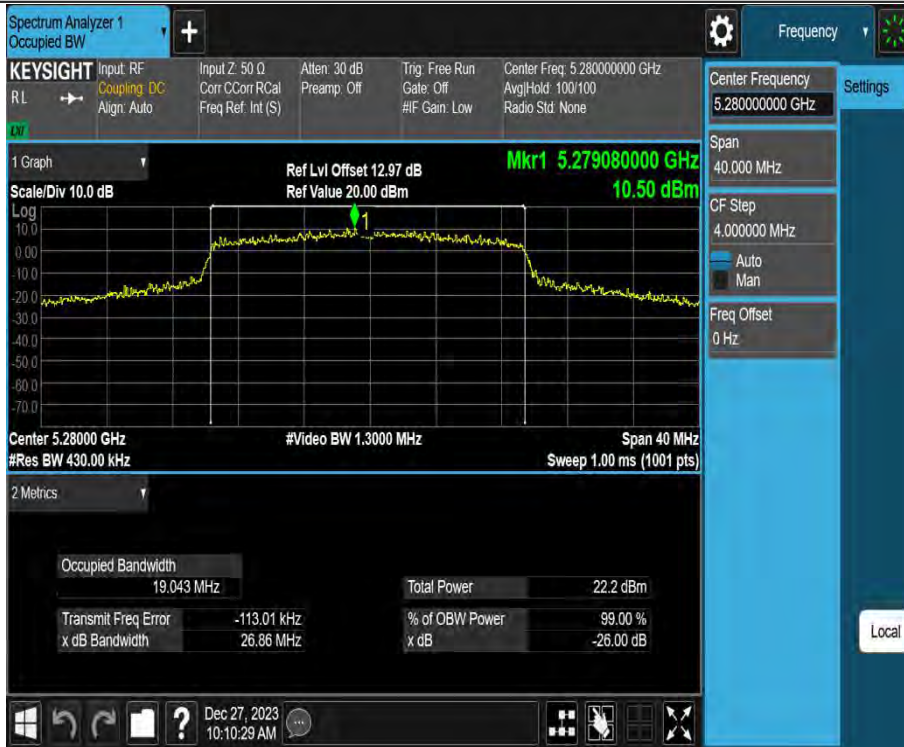 Spectrum Analyzer 1
Occupied BW
+
Frequency
KEYSIGHT
RL
LXI
Input: RF
Coupling: DC
Align: Auto
Input Z: 50 Ω
Corr CCorr RCal
Freq Ref: Int (S)
Atten: 30 dB
Preamp: Off
Trig: Free Run
Gate: Off
#IF Gain: Low
Center Freq: 5.280000000 GHz
Avg|Hold: 100/100
Radio Std: None
Center Frequency
5.280000000 GHz
Settings
Span
40.000 MHz
CF Step
4.000000 MHz
Auto
Man
Freq Offset
0 Hz
Local
1 Graph
Scale/Div 10.0 dB
Ref Lvl Offset 12.97 dB
Ref Value 20.00 dBm
Mkr1 5.279080000 GHz
10.50 dBm
Log
1
10.0
0.00
-10.0
-20.0
-30.0
-40.0
-50.0
-60.0
-70.0
Center 5.28000 GHz
#Video BW 1.3000 MHz
Span 40 MHz
#Res BW 430.00 kHz
Sweep 1.00 ms (1001 pts)
2 Metrics
Occupied Bandwidth
19.043 MHz
Total Power 22.2 dBm
Transmit Freq Error -113.01 kHz
% of OBW Power 99.00 %
x dB Bandwidth 26.86 MHz
x dB -26.00 dB
?
Dec 27, 2023
10:10:29 AM